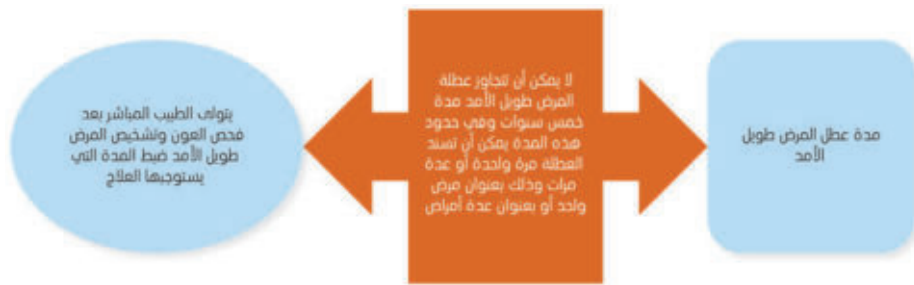 مدة عطل المرض طويل
الأمد
لا يمكن أن تتجاوز عطلة
المرض طويل الأمد مدة
خمس سنوات وفي حدود
هذه المدة يمكن أن تسند
العطلة مرة واحدة أو عدة
مرات وذلك بعنوان مرض
واحد أو بعنوان عدة أمراض
يتولى الطبيب المباشر بعد
فحص العون وتشخيص المرض
طويل الأمد ضبط المدة التي
يستوجبها العلاج